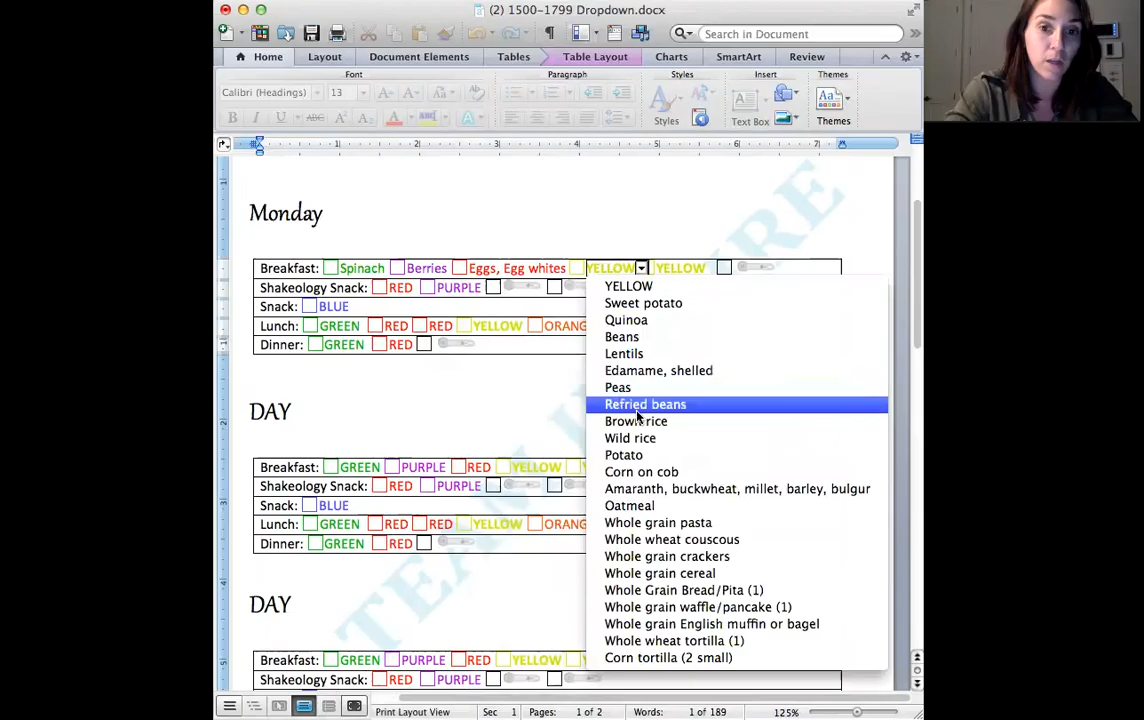 (2) 1500-1799 Dropdown.docx
Search in Document
Home Layout Document Elements Tables Table Layout Charts SmartArt Review
Font Paragraph Styles Insert Themes
Calibri (Headings) 13
Styles Text Box Themes
Monday
Breakfast: Spinach Berries Eggs, Egg whites YELLOW YELLOW
Shakeology Snack: RED PURPLE
Snack: BLUE
Lunch: GREEN RED RED YELLOW ORANG
Dinner: GREEN RED
YELLOW
Sweet potato
Quinoa
Beans
Lentils
Edamame, shelled
Peas
Refried beans
Brown rice
Wild rice
Potato
Corn on cob
Amaranth, buckwheat, millet, barley, bulgur
Oatmeal
Whole grain pasta
Whole wheat couscous
Whole grain crackers
Whole grain cereal
Whole Grain Bread/Pita (1)
Whole grain waffle/pancake (1)
Whole grain English muffin or bagel
Whole wheat tortilla (1)
Corn tortilla (2 small)
DAY
Breakfast: GREEN PURPLE RED YELLOW
Shakeology Snack: RED PURPLE
Snack: BLUE
Lunch: GREEN RED RED YELLOW ORANG
Dinner: GREEN RED
DAY
Breakfast: GREEN PURPLE RED YELLOW
Shakeology Snack: RED PURPLE
Print Layout View Sec 1 Pages: 1 of 2 Words: 1 of 189 125%